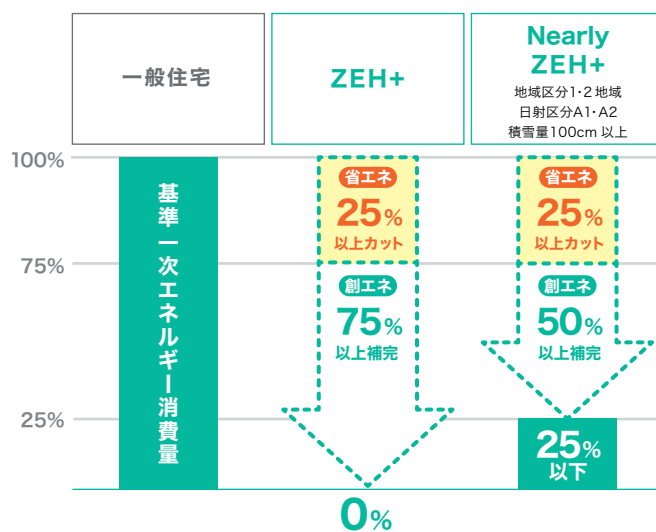 一般住宅
ZEH+
Nearly
ZEH+
地域区分1・2地域
日射区分A1・A2
積雪量100cm 以上
100%
75%
25%
基準一次エネルギー消費量
省エネ
25%
以上カット
創エネ
75%
以上補完
0%
省エネ
25%
以上カット
創エネ
50%
以上補完
25%
以下